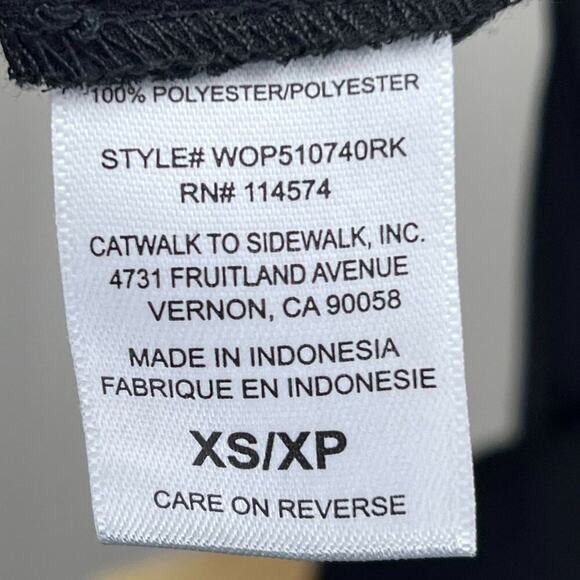 100% POLYESTER/POLYESTER
STYLE# WOP510740RK
RN# 114574
CATWALK TO SIDEWALK, INC.
4731 FRUITLAND AVENUE
VERNON, CA 90058
MADE IN INDONESIA
FABRIQUE EN INDONESIE
XS/XP
CARE ON REVERSE